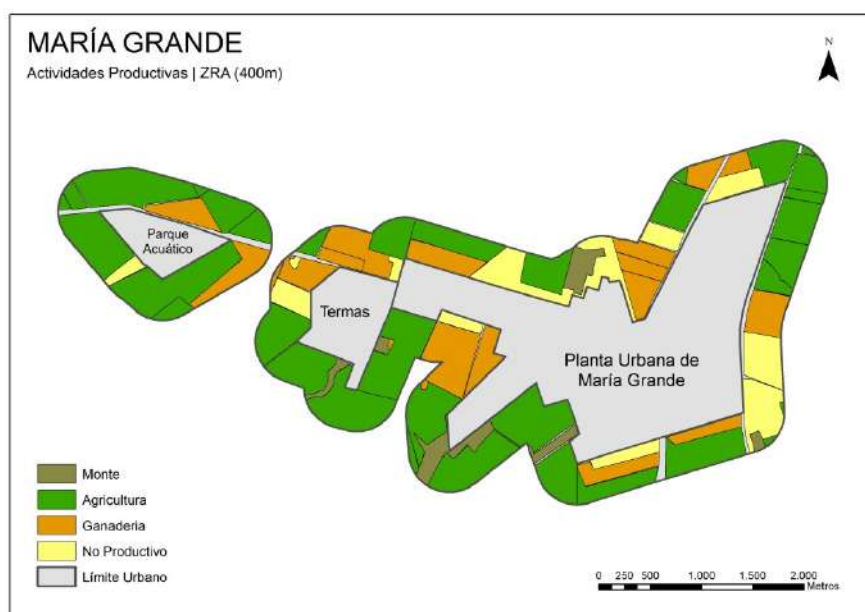 MARÍA GRANDE
Actividades Productivas | ZRA (400m)
N
Parque
Acuático
Termas
Planta Urbana de
María Grande
Monte
Agricultura
Ganaderia
No Productivo
Límite Urbano
0 250 500 1.000 1.500 2.000
Metros